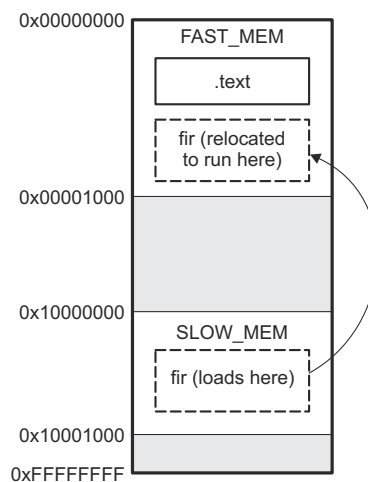 0x00000000
FAST_MEM
.text
fir (relocated
to run here)
0x00001000
0x10000000
SLOW_MEM
fir (loads here)
0x10001000
0xFFFFFFFF